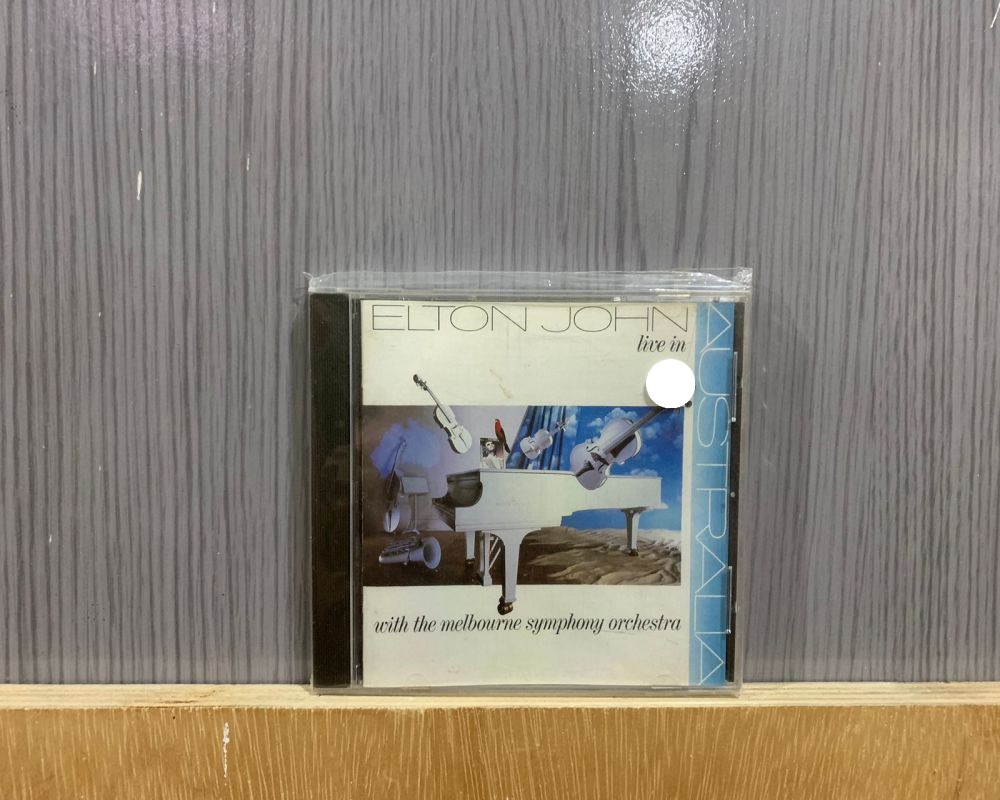 ELTON JOHN
live in
AUSTRALIA
with the melbourne symphony orchestra